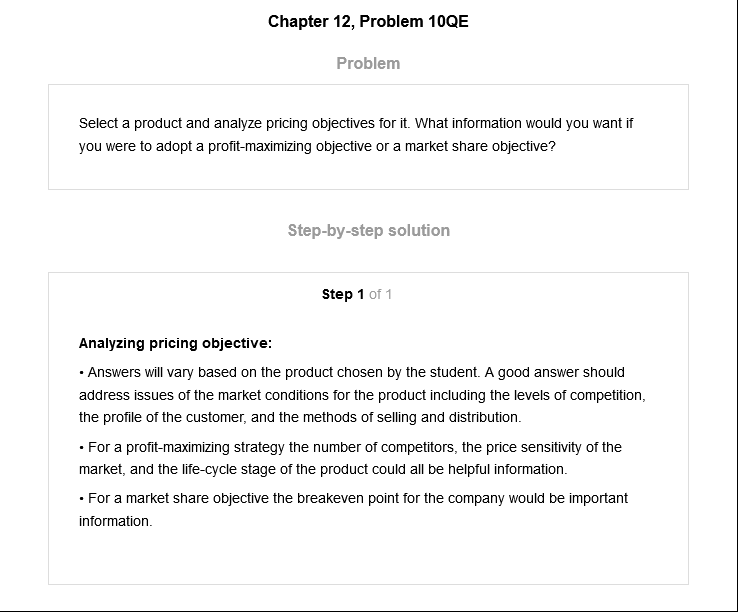 Chapter 12, Problem 10QE
Problem
Select a product and analyze pricing objectives for it. What information would you want if
you were to adopt a profit-maximizing objective or a market share objective?
Step-by-step solution
Step 1 of 1
Analyzing pricing objective:
• Answers will vary based on the product chosen by the student. A good answer should
address issues of the market conditions for the product including the levels of competition,
the profile of the customer, and the methods of selling and distribution.
• For a profit-maximizing strategy the number of competitors, the price sensitivity of the
market, and the life-cycle stage of the product could all be helpful information.
• For a market share objective the breakeven point for the company would be important
information.